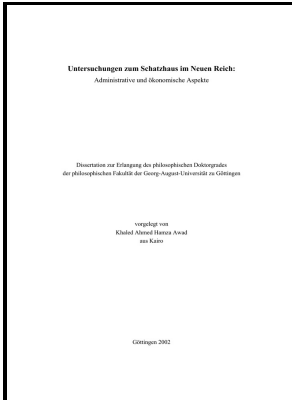 Untersuchungen zum Schatzhaus im Neuen Reich:
Administrative und ökonomische Aspekte
Dissertation zur Erlangung des philosophischen Doktorgrades
der philosophischen Fakultät der Georg-August-Universität zu Göttingen
vorgelegt von
Khaled Ahmed Hamza Awad
aus Kairo
Göttingen 2002